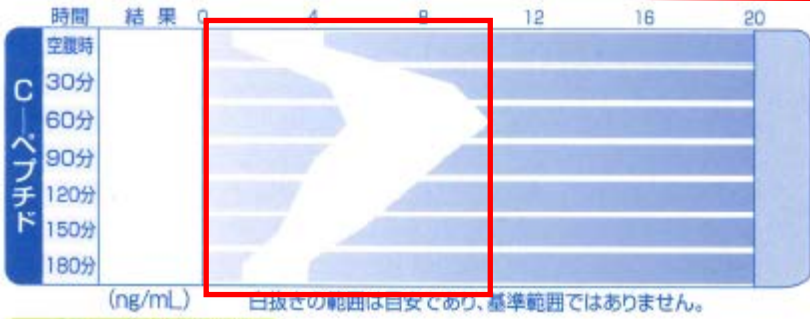 時間 結果 0 4 8 12 16 20
C-ペプチド
空腹時
30分
60分
90分
120分
150分
180分
(ng/mL) 白抜きの範囲は目安であり、基準範囲ではありません。